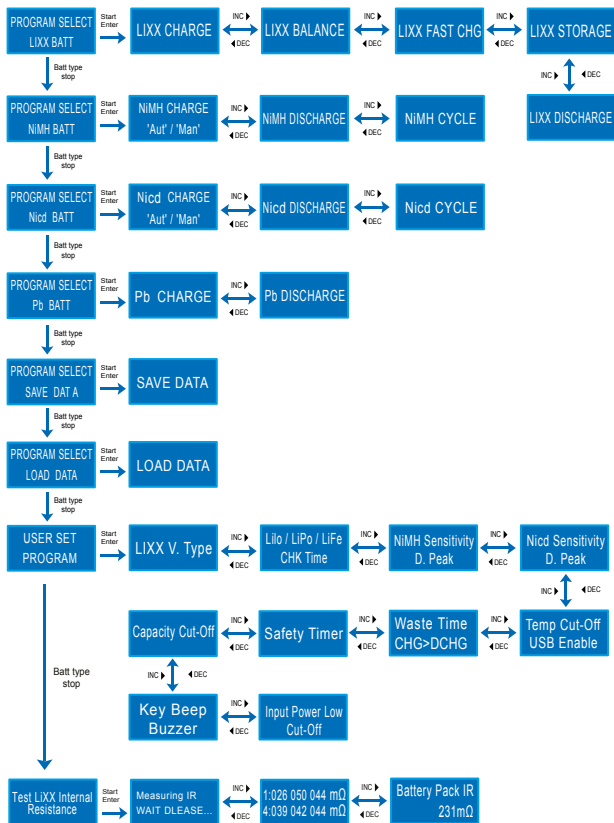 PROGRAM SELECT
LIXX BATT
Start
Enter
LIXX CHARGE
INC ▶
◀ DEC
LIXX BALANCE
INC ▶
◀ DEC
LIXX FAST CHG
INC ▶
◀ DEC
LIXX STORAGE
Batt type
stop
INC ▶
◀ DEC
PROGRAM SELECT
NiMH BATT
Start
Enter
NiMH CHARGE
'Aut' / 'Man'
INC ▶
◀ DEC
NiMH DISCHARGE
INC ▶
◀ DEC
NiMH CYCLE
LIXX DISCHARGE
Batt type
stop
PROGRAM SELECT
Nicd BATT
Start
Enter
Nicd CHARGE
'Aut' / 'Man'
INC ▶
◀ DEC
Nicd DISCHARGE
INC ▶
◀ DEC
Nicd CYCLE
Batt type
stop
PROGRAM SELECT
Pb BATT
Start
Enter
Pb CHARGE
INC ▶
◀ DEC
Pb DISCHARGE
Batt type
stop
PROGRAM SELECT
SAVE DAT A
Start
Enter
SAVE DATA
Batt type
stop
PROGRAM SELECT
LOAD DATA
Start
Enter
LOAD DATA
Batt type
stop
USER SET
PROGRAM
Start
Enter
LIXX V. Type
INC ▶
◀ DEC
Lilo / LiPo / LiFe
CHK Time
INC ▶
◀ DEC
NiMH Sensitivity
D. Peak
INC ▶
◀ DEC
Nicd Sensitivity
D. Peak
INC ▶
◀ DEC
Capacity Cut-Off
INC ▶
◀ DEC
Safety Timer
INC ▶
◀ DEC
Waste Time
CHG>DCHG
INC ▶
◀ DEC
Temp Cut-Off
USB Enable
Batt type
stop
INC ▶
◀ DEC
Key Beep
Buzzer
INC ▶
◀ DEC
Input Power Low
Cut-Off
Test LiXX Internal
Resistance
Start
Enter
Measuring IR
WAIT DLEASE...
INC ▶
◀ DEC
1:026 050 044 mΩ
4:039 042 044 mΩ
INC ▶
◀ DEC
Battery Pack IR
231mΩ